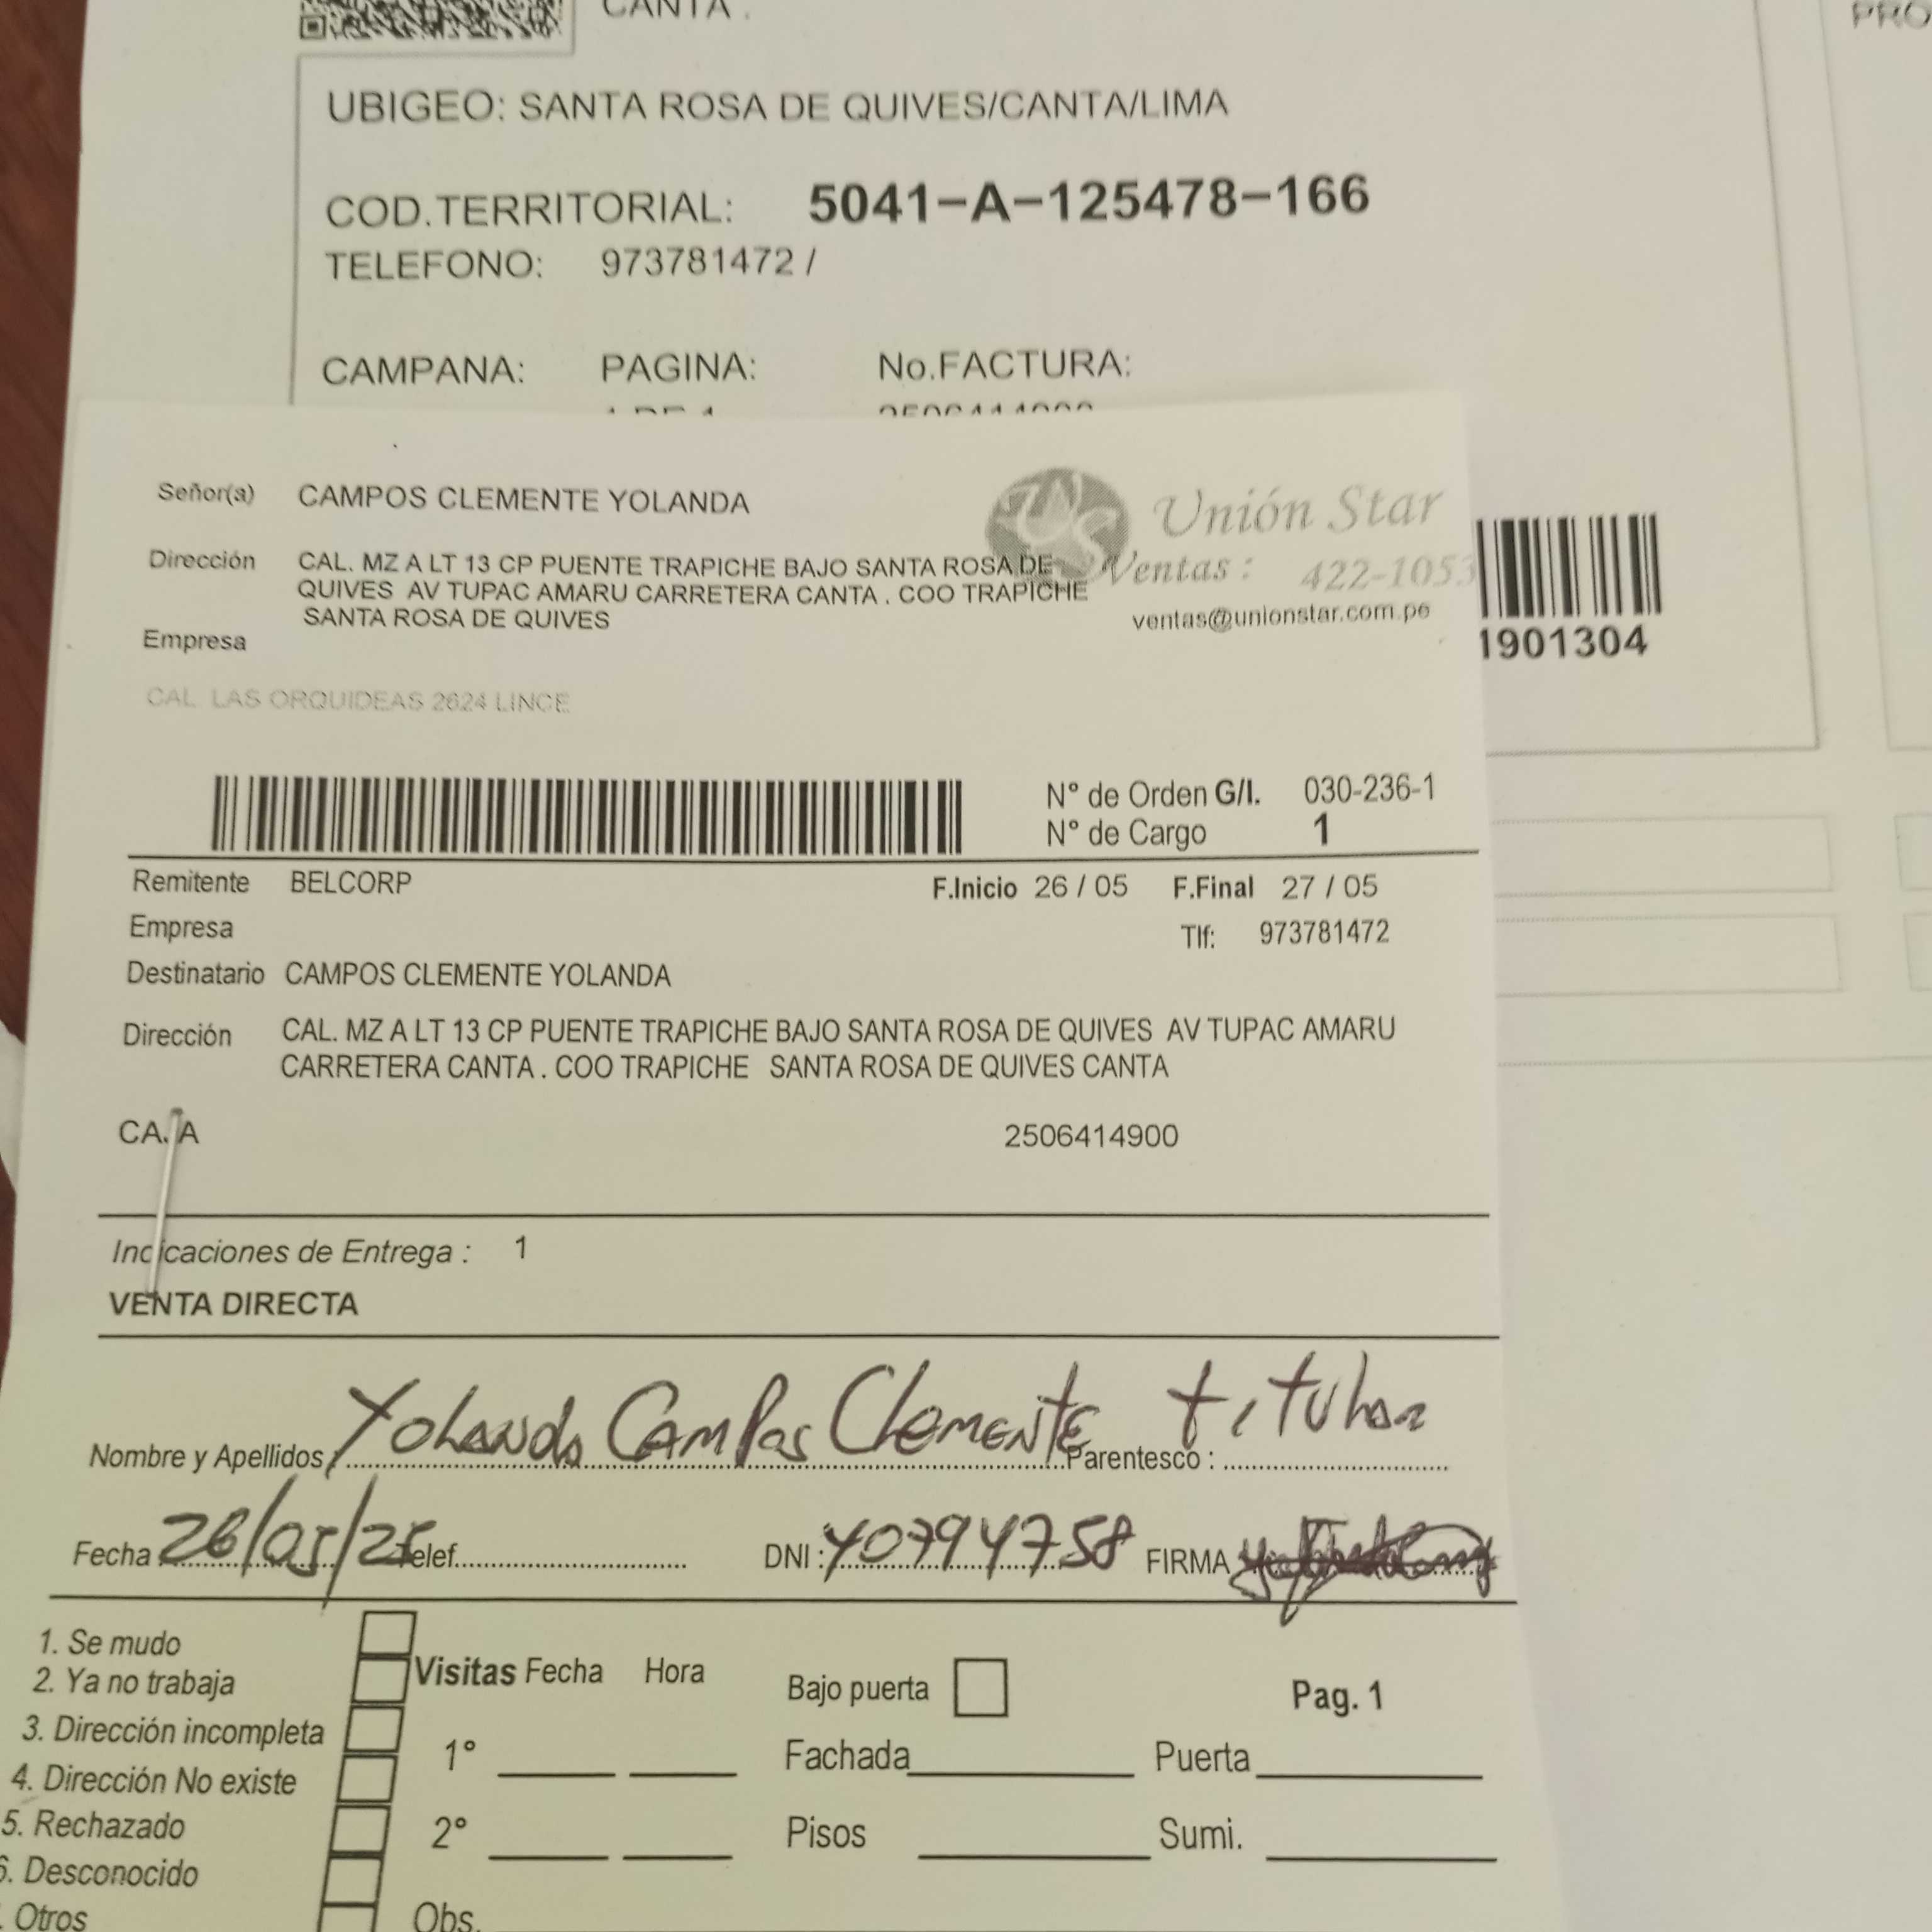 CANTA .
PRO
UBIGEO: SANTA ROSA DE QUIVES/CANTA/LIMA
COD.TERRITORIAL: 5041-A-125478-166
TELEFONO: 973781472 /
CAMPANA: PAGINA: No.FACTURA:
Señor(a) CAMPOS CLEMENTE YOLANDA
Unión Star
Dirección CAL. MZ A LT 13 CP PUENTE TRAPICHE BAJO SANTA ROSA DE
QUIVES AV TUPAC AMARU CARRETERA CANTA . COO TRAPICHE
SANTA ROSA DE QUIVES
Ventas : 422-1053
ventas@unionstar.com.pe
1901304
Empresa
CAL. LAS ORQUIDEAS 2624 LINCE
N° de Orden G/I. 030-236-1
N° de Cargo 1
Remitente BELCORP F.Inicio 26 / 05 F.Final 27 / 05
Empresa Tlf: 973781472
Destinatario CAMPOS CLEMENTE YOLANDA
Dirección CAL. MZ A LT 13 CP PUENTE TRAPICHE BAJO SANTA ROSA DE QUIVES AV TUPAC AMARU
CARRETERA CANTA . COO TRAPICHE SANTA ROSA DE QUIVES CANTA
CAJA 2506414900
Indicaciones de Entrega : 1
VENTA DIRECTA
Nombre y Apellidos: Yolanda Campos Clemente Parentesco : titular
Fecha 26/05/25 Telef. DNI : 40794758 FIRMA
1. Se mudo
2. Ya no trabaja
3. Dirección incompleta
4. Dirección No existe
5. Rechazado
6. Desconocido
Otros
Visitas Fecha Hora
1°
2°
Obs.
Bajo puerta
Fachada
Pisos
Pag. 1
Puerta
Sumi.